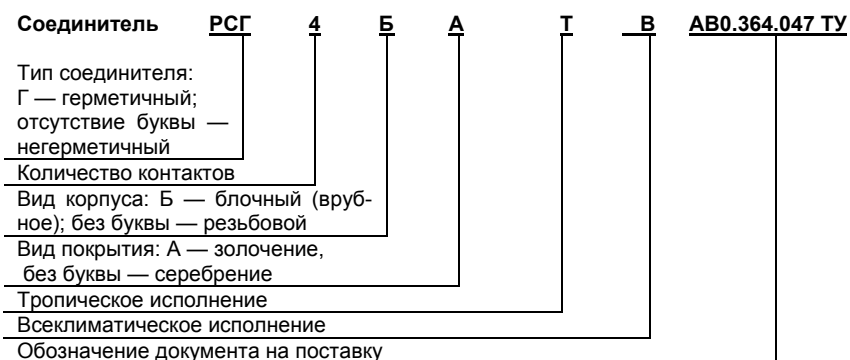 Соединитель РСГ 4 Б А Т В АВ0.364.047 ТУ
Тип соединителя:
Г — герметичный;
отсутствие буквы —
негерметичный
Количество контактов
Вид корпуса: Б — блочный (вруб-
ное); без буквы — резьбовой
Вид покрытия: А — золочение,
без буквы — серебрение
Тропическое исполнение
Всеклиматическое исполнение
Обозначение документа на поставку